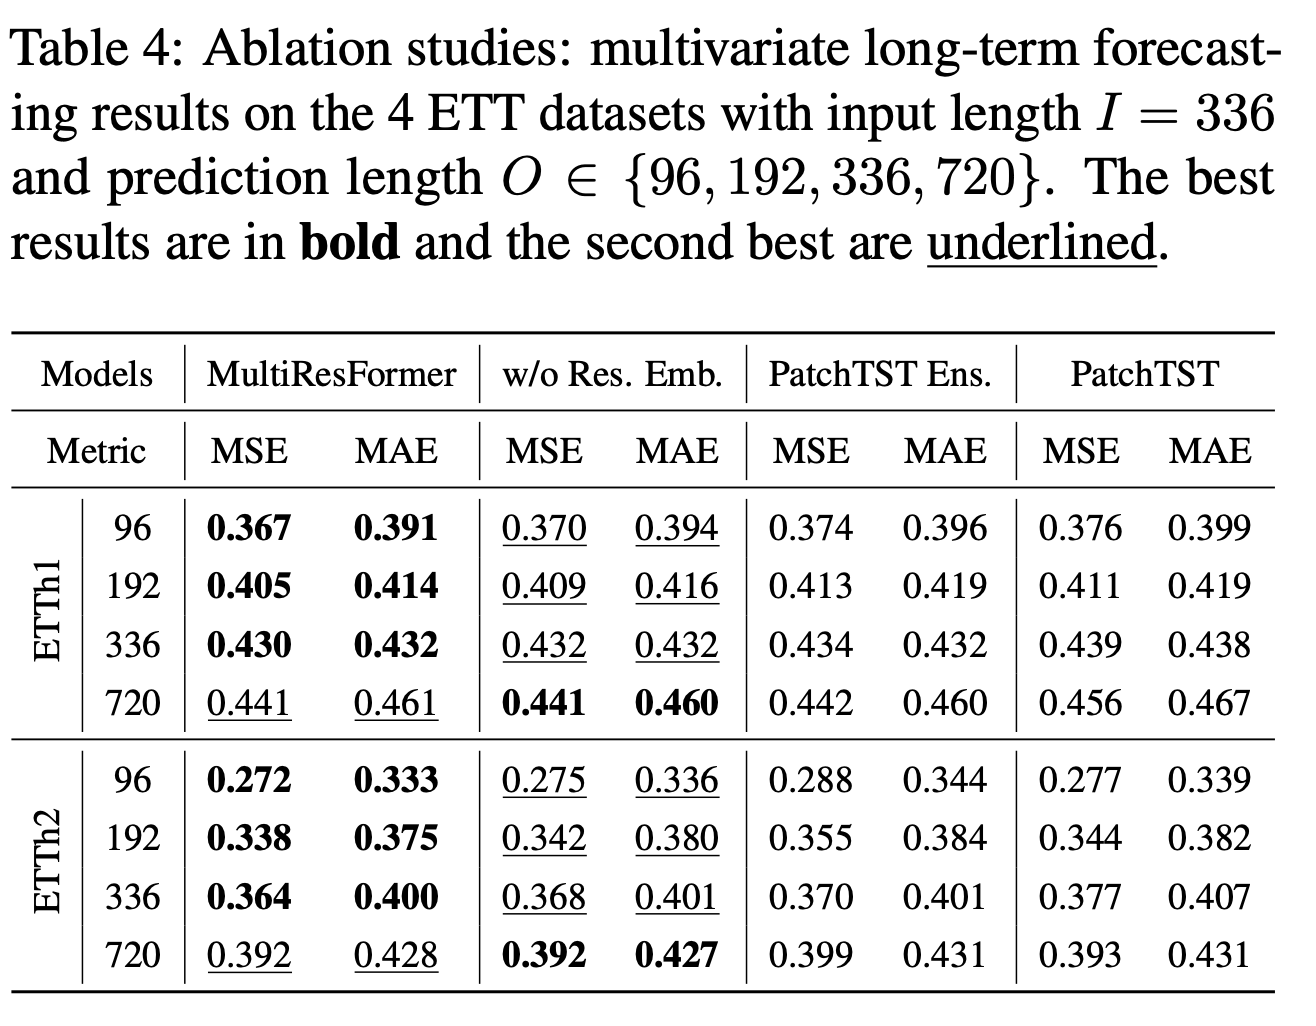 Table 4: Ablation studies: multivariate long-term forecast-
ing results on the 4 ETT datasets with input length I = 336
and prediction length O ∈ {96, 192, 336, 720}. The best
results are in bold and the second best are underlined.
Models MultiResFormer w/o Res. Emb. PatchTST Ens. PatchTST
Metric MSE MAE MSE MAE MSE MAE MSE MAE
ETTh1
96 0.367 0.391 0.370 0.394 0.374 0.396 0.376 0.399
192 0.405 0.414 0.409 0.416 0.413 0.419 0.411 0.419
336 0.430 0.432 0.432 0.432 0.434 0.432 0.439 0.438
720 0.441 0.461 0.441 0.460 0.442 0.460 0.456 0.467
ETTh2
96 0.272 0.333 0.275 0.336 0.288 0.344 0.277 0.339
192 0.338 0.375 0.342 0.380 0.355 0.384 0.344 0.382
336 0.364 0.400 0.368 0.401 0.370 0.401 0.377 0.407
720 0.392 0.428 0.392 0.427 0.399 0.431 0.393 0.431